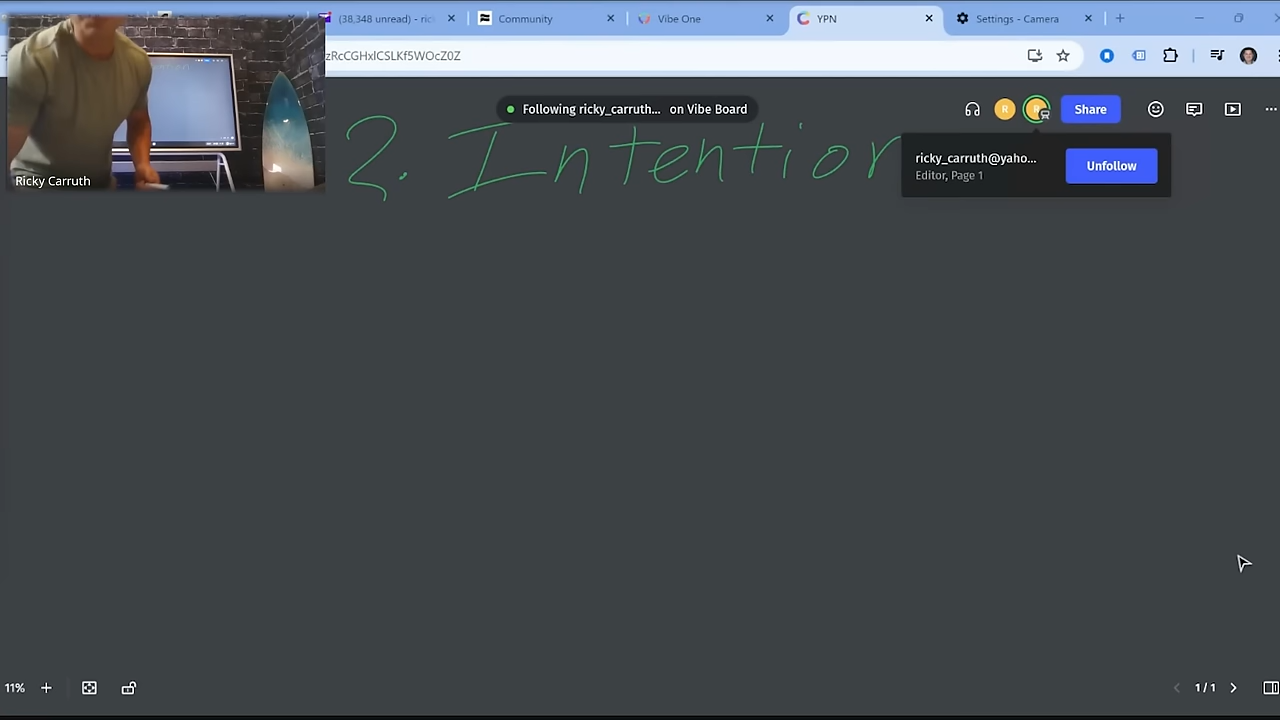 (38,348 unread) - ric
Community
Vibe One
YPN
Settings - Camera
zRcCGHxlCSLKf5WOcZ0Z
Following ricky_carruth... on Vibe Board
R
Share
2. Intention
ricky_carruth@yaho...
Editor, Page 1
Unfollow
Ricky Carruth
11%
1 / 1